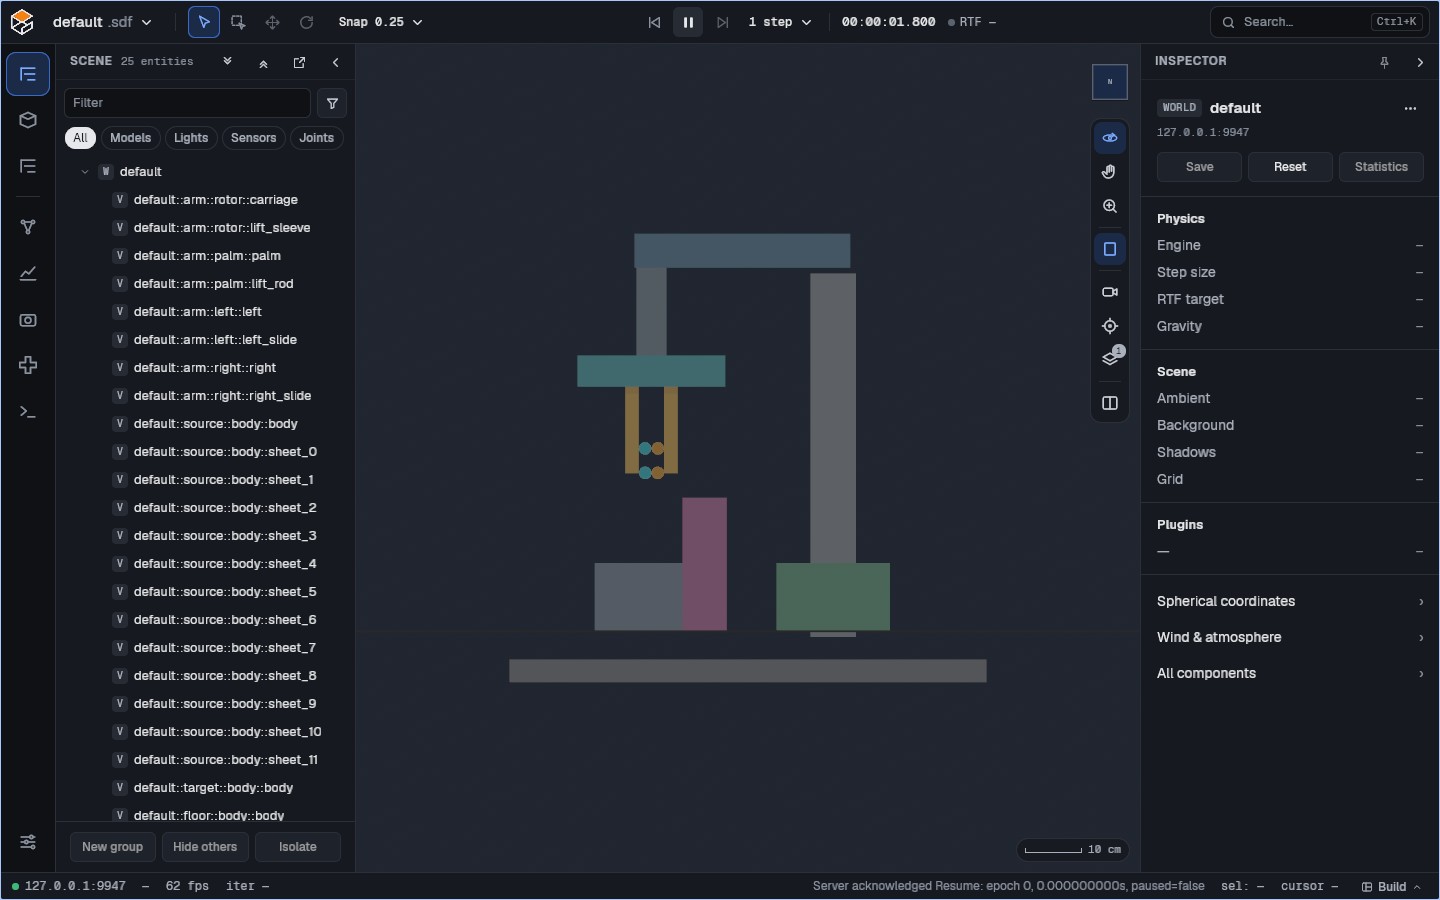 default .sdf
Snap 0.25
1 step
00:00:01.800
RTF –
Search...
Ctrl+K
SCENE 25 entities
Filter
All
Models
Lights
Sensors
Joints
W default
V default::arm::rotor::carriage
V default::arm::rotor::lift_sleeve
V default::arm::palm::palm
V default::arm::palm::lift_rod
V default::arm::left::left
V default::arm::left::left_slide
V default::arm::right::right
V default::arm::right::right_slide
V default::source::body::body
V default::source::body::sheet_0
V default::source::body::sheet_1
V default::source::body::sheet_2
V default::source::body::sheet_3
V default::source::body::sheet_4
V default::source::body::sheet_5
V default::source::body::sheet_6
V default::source::body::sheet_7
V default::source::body::sheet_8
V default::source::body::sheet_9
V default::source::body::sheet_10
V default::source::body::sheet_11
V default::target::body::body
V default::floor::body::body
New group
Hide others
Isolate
N
1
10 cm
INSPECTOR
WORLD default
127.0.0.1:9947
Save
Reset
Statistics
Physics
Engine –
Step size –
RTF target –
Gravity –
Scene
Ambient –
Background –
Shadows –
Grid –
Plugins
— –
Spherical coordinates
Wind & atmosphere
All components
127.0.0.1:9947 – 62 fps iter –
Server acknowledged Resume: epoch 0, 0.000000000s, paused=false sel: – cursor – Build